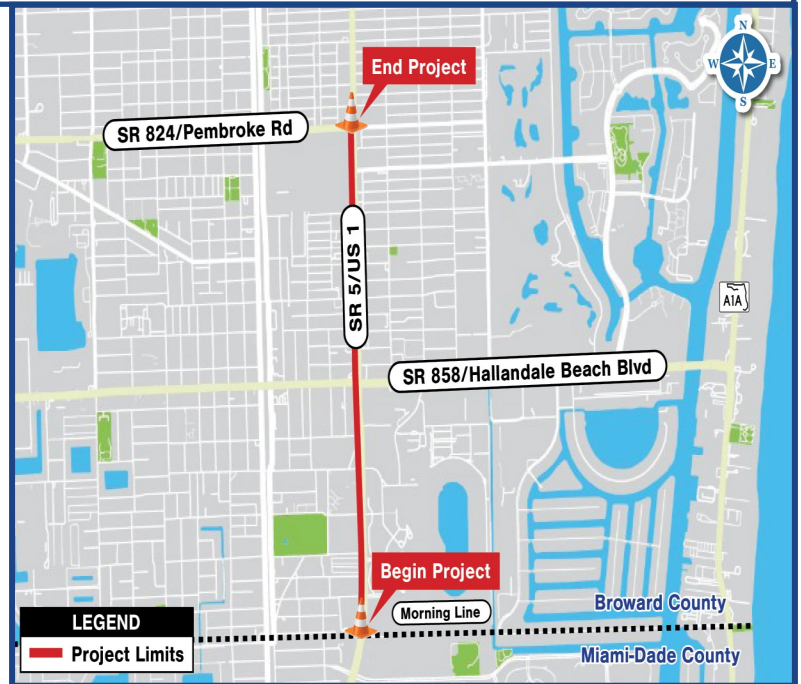 N
W
E
S
End Project
SR 824/Pembroke Rd
SR 5/US 1
A1A
SR 858/Hallandale Beach Blvd
Begin Project
Morning Line
Broward County
LEGEND
Project Limits
Miami-Dade County